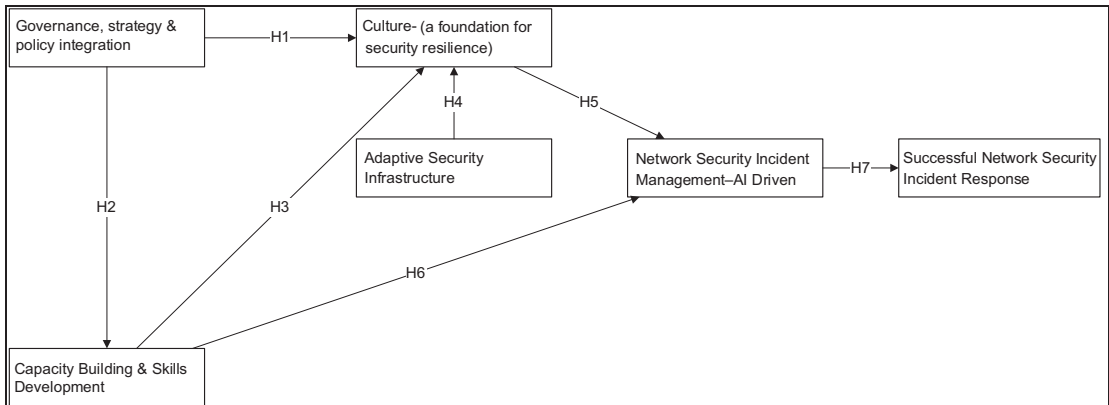 Governance, strategy &
policy integration
H1
Culture- (a foundation for
security resilience)
H4
H5
Adaptive Security
Infrastructure
Network Security Incident
Management–AI Driven
H7
Successful Network Security
Incident Response
H2
H3
H6
Capacity Building & Skills
Development